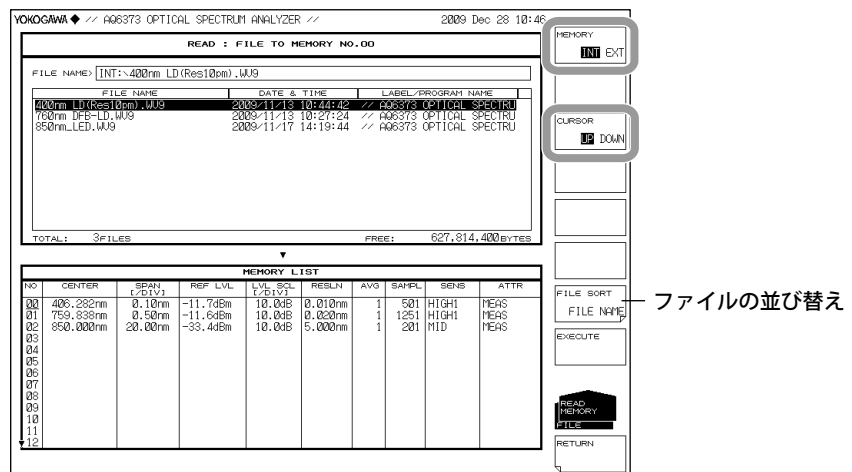 YOKOGAWA ◆ // AQ6373 OPTICAL SPECTRUM ANALYZER // 2009 Dec 28 10:46
READ : FILE TO MEMORY NO.00
FILE NAME> INT:\400nm LD(Res10pm).WU9
FILE NAME DATE & TIME LABEL/PROGRAM NAME
400nm LD(Res10pm).WU9 2009/11/13 10:44:42 // AQ6373 OPTICAL SPECTRU
760nm DFB-LD.WU9 2009/11/13 10:27:24 // AQ6373 OPTICAL SPECTRU
850nm_LED.WU9 2009/11/17 14:19:44 // AQ6373 OPTICAL SPECTRU
TOTAL: 3FILES FREE: 627,814,400BYTES
▼
MEMORY LIST
NO CENTER SPAN [/DIV] REF LVL LVL SCL [/DIV] RESLN AVG SAMPL SENS ATTR
00 406.282nm 0.10nm -11.7dBm 10.0dB 0.010nm 1 501 HIGH1 MEAS
01 759.838nm 0.50nm -11.6dBm 10.0dB 0.020nm 1 1251 HIGH1 MEAS
02 850.000nm 20.00nm -33.4dBm 10.0dB 5.000nm 1 201 MID MEAS
03
04
05
06
07
08
09
10
11
▼12
MEMORY
INT EXT
CURSOR
UP DOWN
FILE SORT
FILE NAME
ファイルの並び替え
EXECUTE
READ
MEMORY
FILE
RETURN